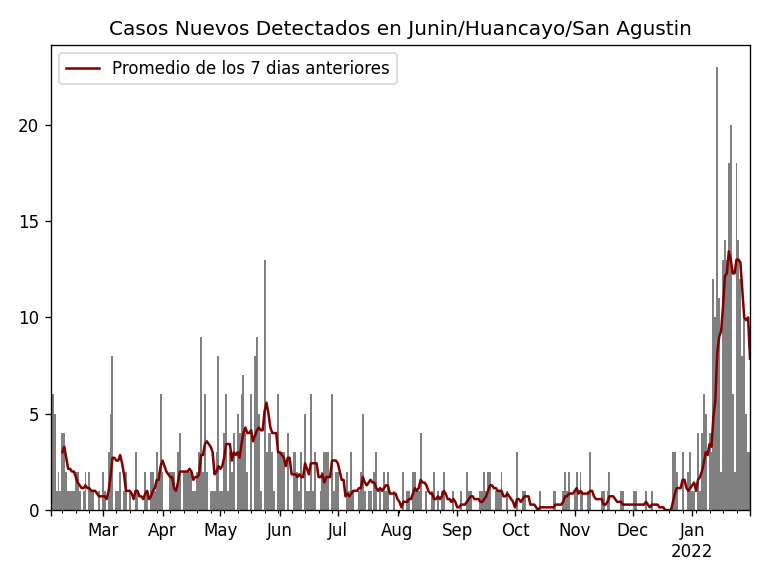 Casos Nuevos Detectados en Junin/Huancayo/San Agustin
Promedio de los 7 dias anteriores
20
15
10
5
0
Mar Apr May Jun Jul Aug Sep Oct Nov Dec Jan
2022